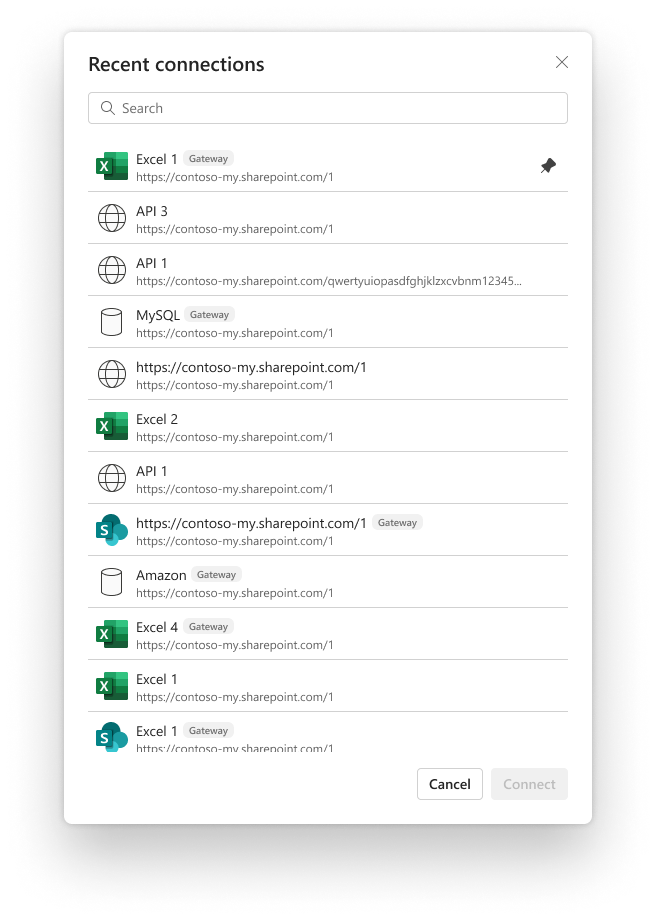 Recent connections
Search
Excel 1 Gateway
https://contoso-my.sharepoint.com/1
API 3
https://contoso-my.sharepoint.com/1
API 1
https://contoso-my.sharepoint.com/qwertyuiopasdfghjklzxcvbnm12345...
MySQL Gateway
https://contoso-my.sharepoint.com/1
https://contoso-my.sharepoint.com/1
https://contoso-my.sharepoint.com/1
Excel 2
https://contoso-my.sharepoint.com/1
API 1
https://contoso-my.sharepoint.com/1
https://contoso-my.sharepoint.com/1 Gateway
https://contoso-my.sharepoint.com/1
Amazon Gateway
https://contoso-my.sharepoint.com/1
Excel 4 Gateway
https://contoso-my.sharepoint.com/1
Excel 1
https://contoso-my.sharepoint.com/1
Excel 1 Gateway
https://contoso-my.sharepoint.com/1
Cancel Connect